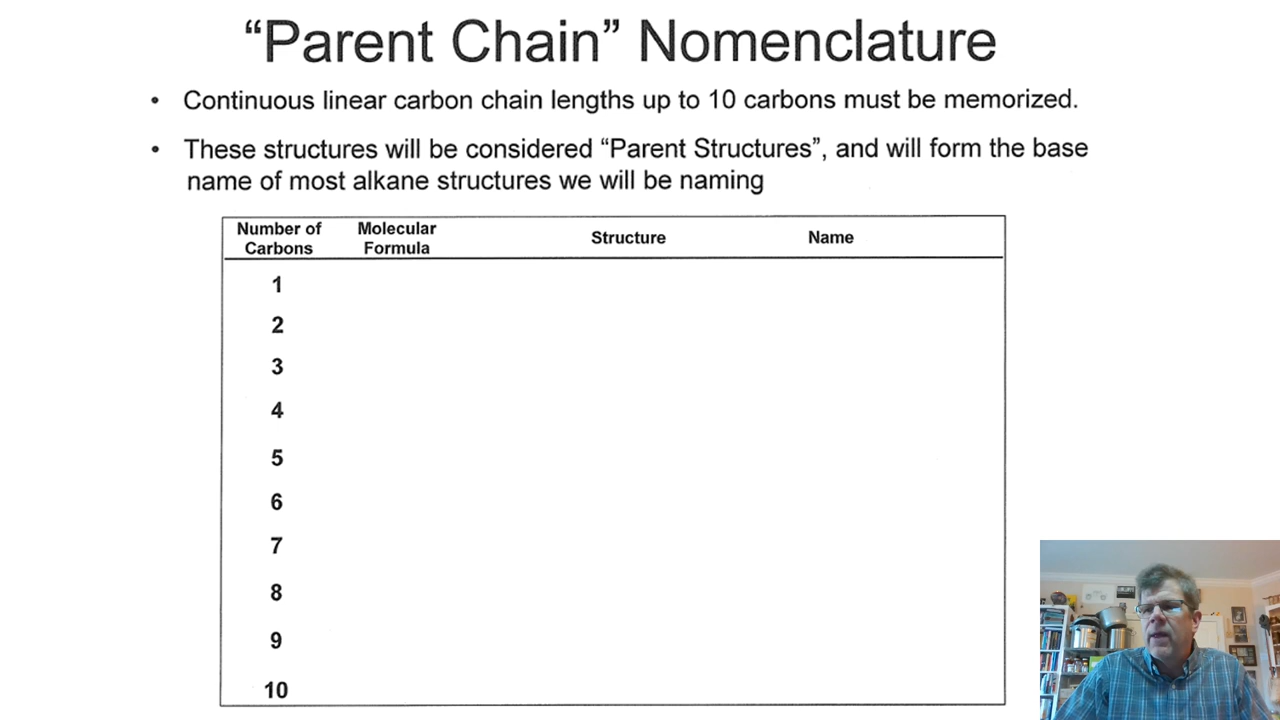 “Parent Chain” Nomenclature
• Continuous linear carbon chain lengths up to 10 carbons must be memorized.
• These structures will be considered “Parent Structures”, and will form the base
name of most alkane structures we will be naming
Number of Carbons Molecular Formula Structure Name
1
2
3
4
5
6
7
8
9
10